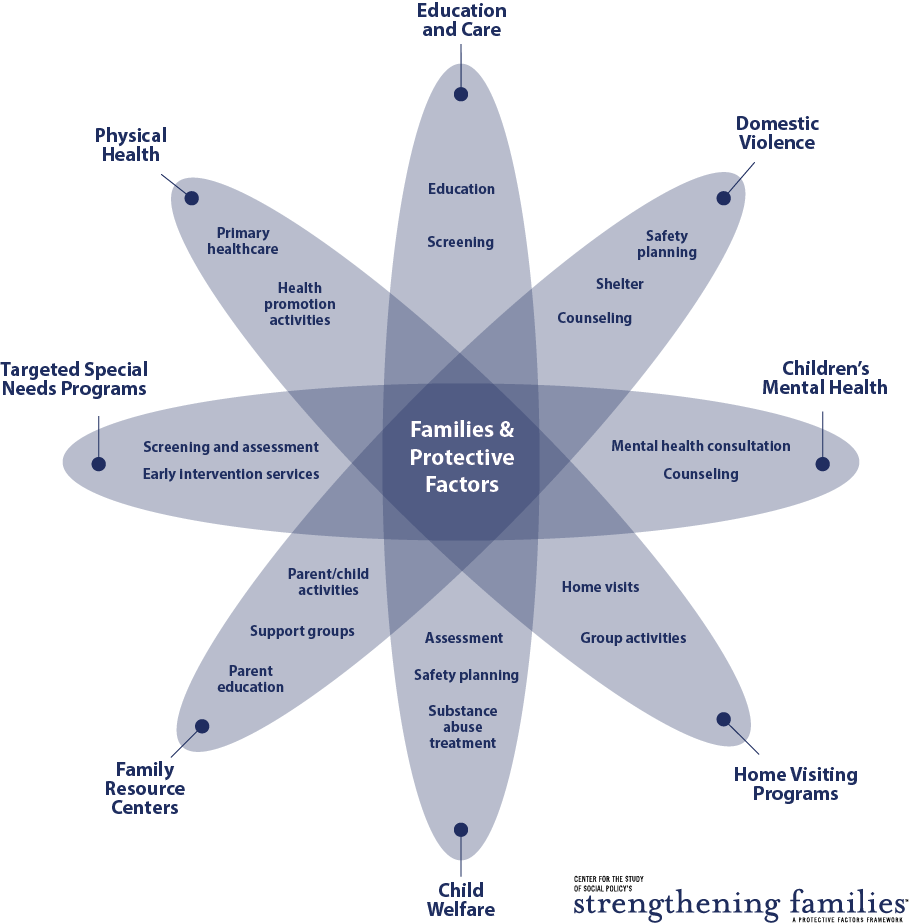 Education
and Care
Education
Screening
Domestic
Violence
Safety
planning
Shelter
Counseling
Children's
Mental Health
Mental health consultation
Counseling
Home visits
Group activities
Home Visiting
Programs
Assessment
Safety planning
Substance
abuse
treatment
Child
Welfare
Parent/child
activities
Support groups
Parent
education
Family
Resource
Centers
Targeted Special
Needs Programs
Screening and assessment
Early intervention services
Physical
Health
Primary
healthcare
Health
promotion
activities
Families &
Protective
Factors
CENTER FOR THE STUDY
OF SOCIAL POLICY'S
strengthening families
A PROTECTIVE FACTORS FRAMEWORK